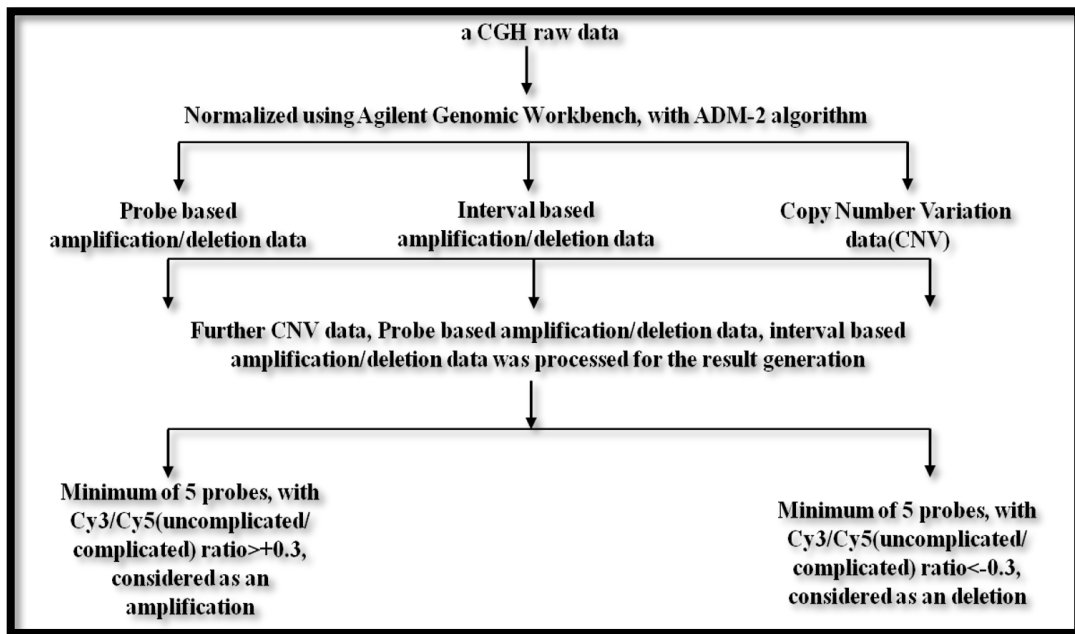 a CGH raw data
Normalized using Agilent Genomic Workbench, with ADM-2 algorithm
Probe based
amplification/deletion data
Interval based
amplification/deletion data
Copy Number Variation
data(CNV)
Further CNV data, Probe based amplification/deletion data, interval based
amplification/deletion data was processed for the result generation
Minimum of 5 probes, with
Cy3/Cy5(uncomplicated/
complicated) ratio>+0.3,
considered as an
amplification
Minimum of 5 probes, with
Cy3/Cy5(uncomplicated/
complicated) ratio<-0.3,
considered as an deletion